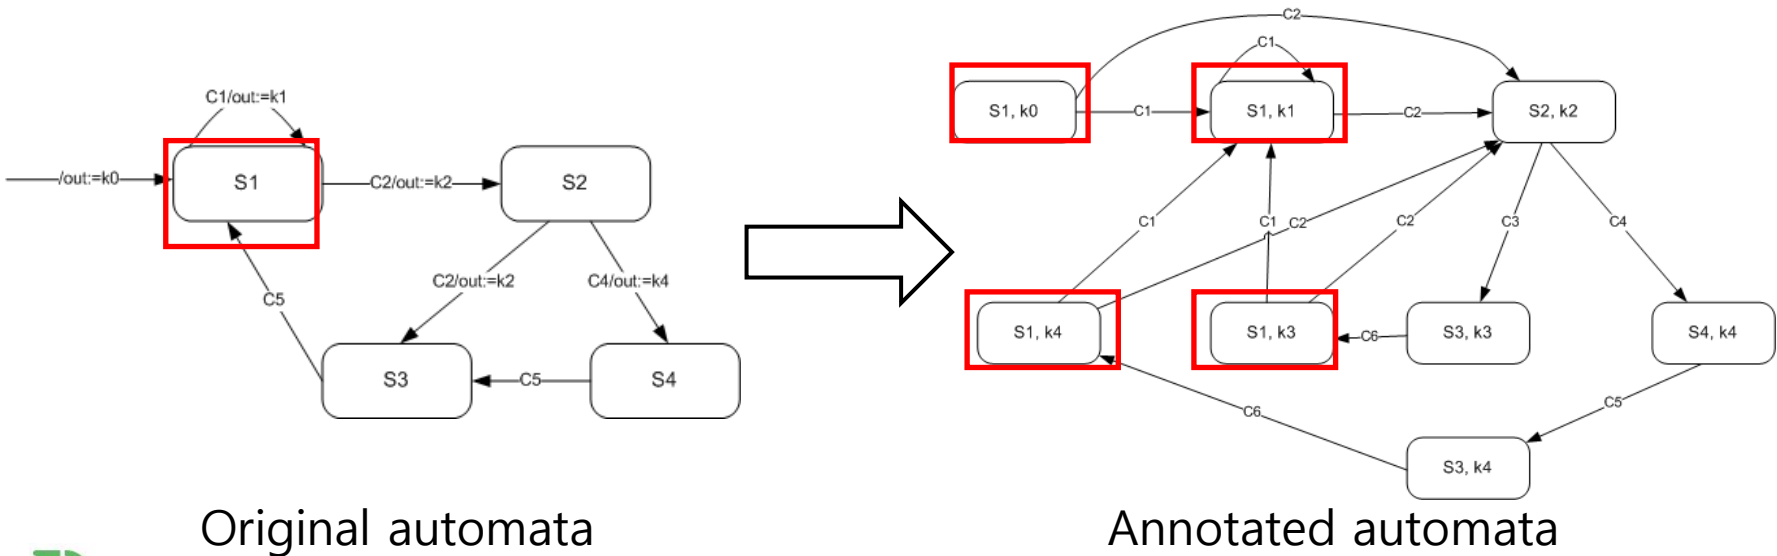 C2
C1
C1/out:=k1
S1, k0
C1
S1, k1
C2
S2, k2
/out:=k0
S1
C2/out:=k2
S2
C1
C1
C2
C2
C3
C4
C2/out:=k2
C4/out:=k4
C5
S1, k4
S1, k3
C6
S3, k3
S4, k4
S3
C5
S4
C6
C5
S3, k4
Original automata
Annotated automata